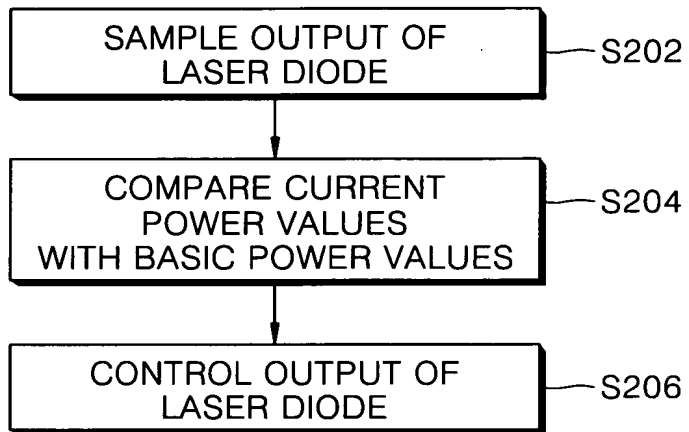 SAMPLE OUTPUT OF
LASER DIODE
S202
COMPARE CURRENT
POWER VALUES
WITH BASIC POWER VALUES
S204
CONTROL OUTPUT OF
LASER DIODE
S206